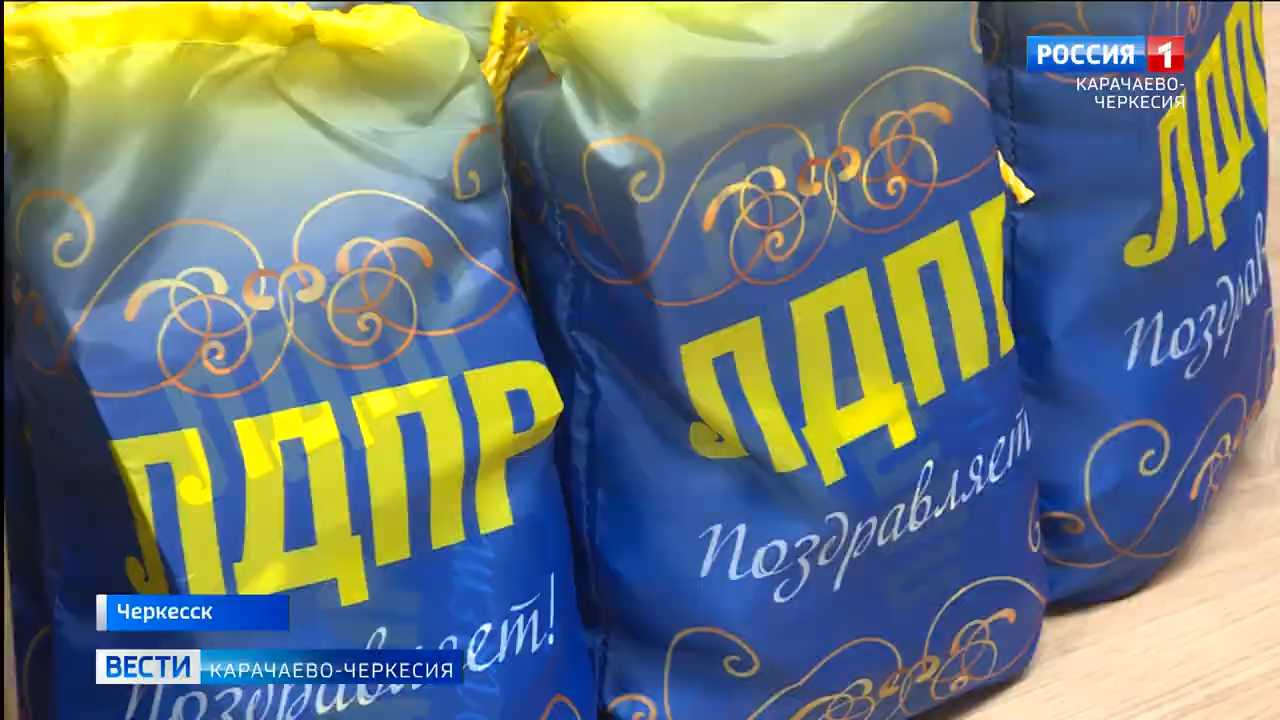 РОССИЯ 1
КАРАЧАЕВО-
ЧЕРКЕСИЯ
ЛДПР
Поздравляет!
ЛДПР
Поздравляет
ЛДП
Поздрав
Черкесск
ВЕСТИ КАРАЧАЕВО-ЧЕРКЕСИЯ